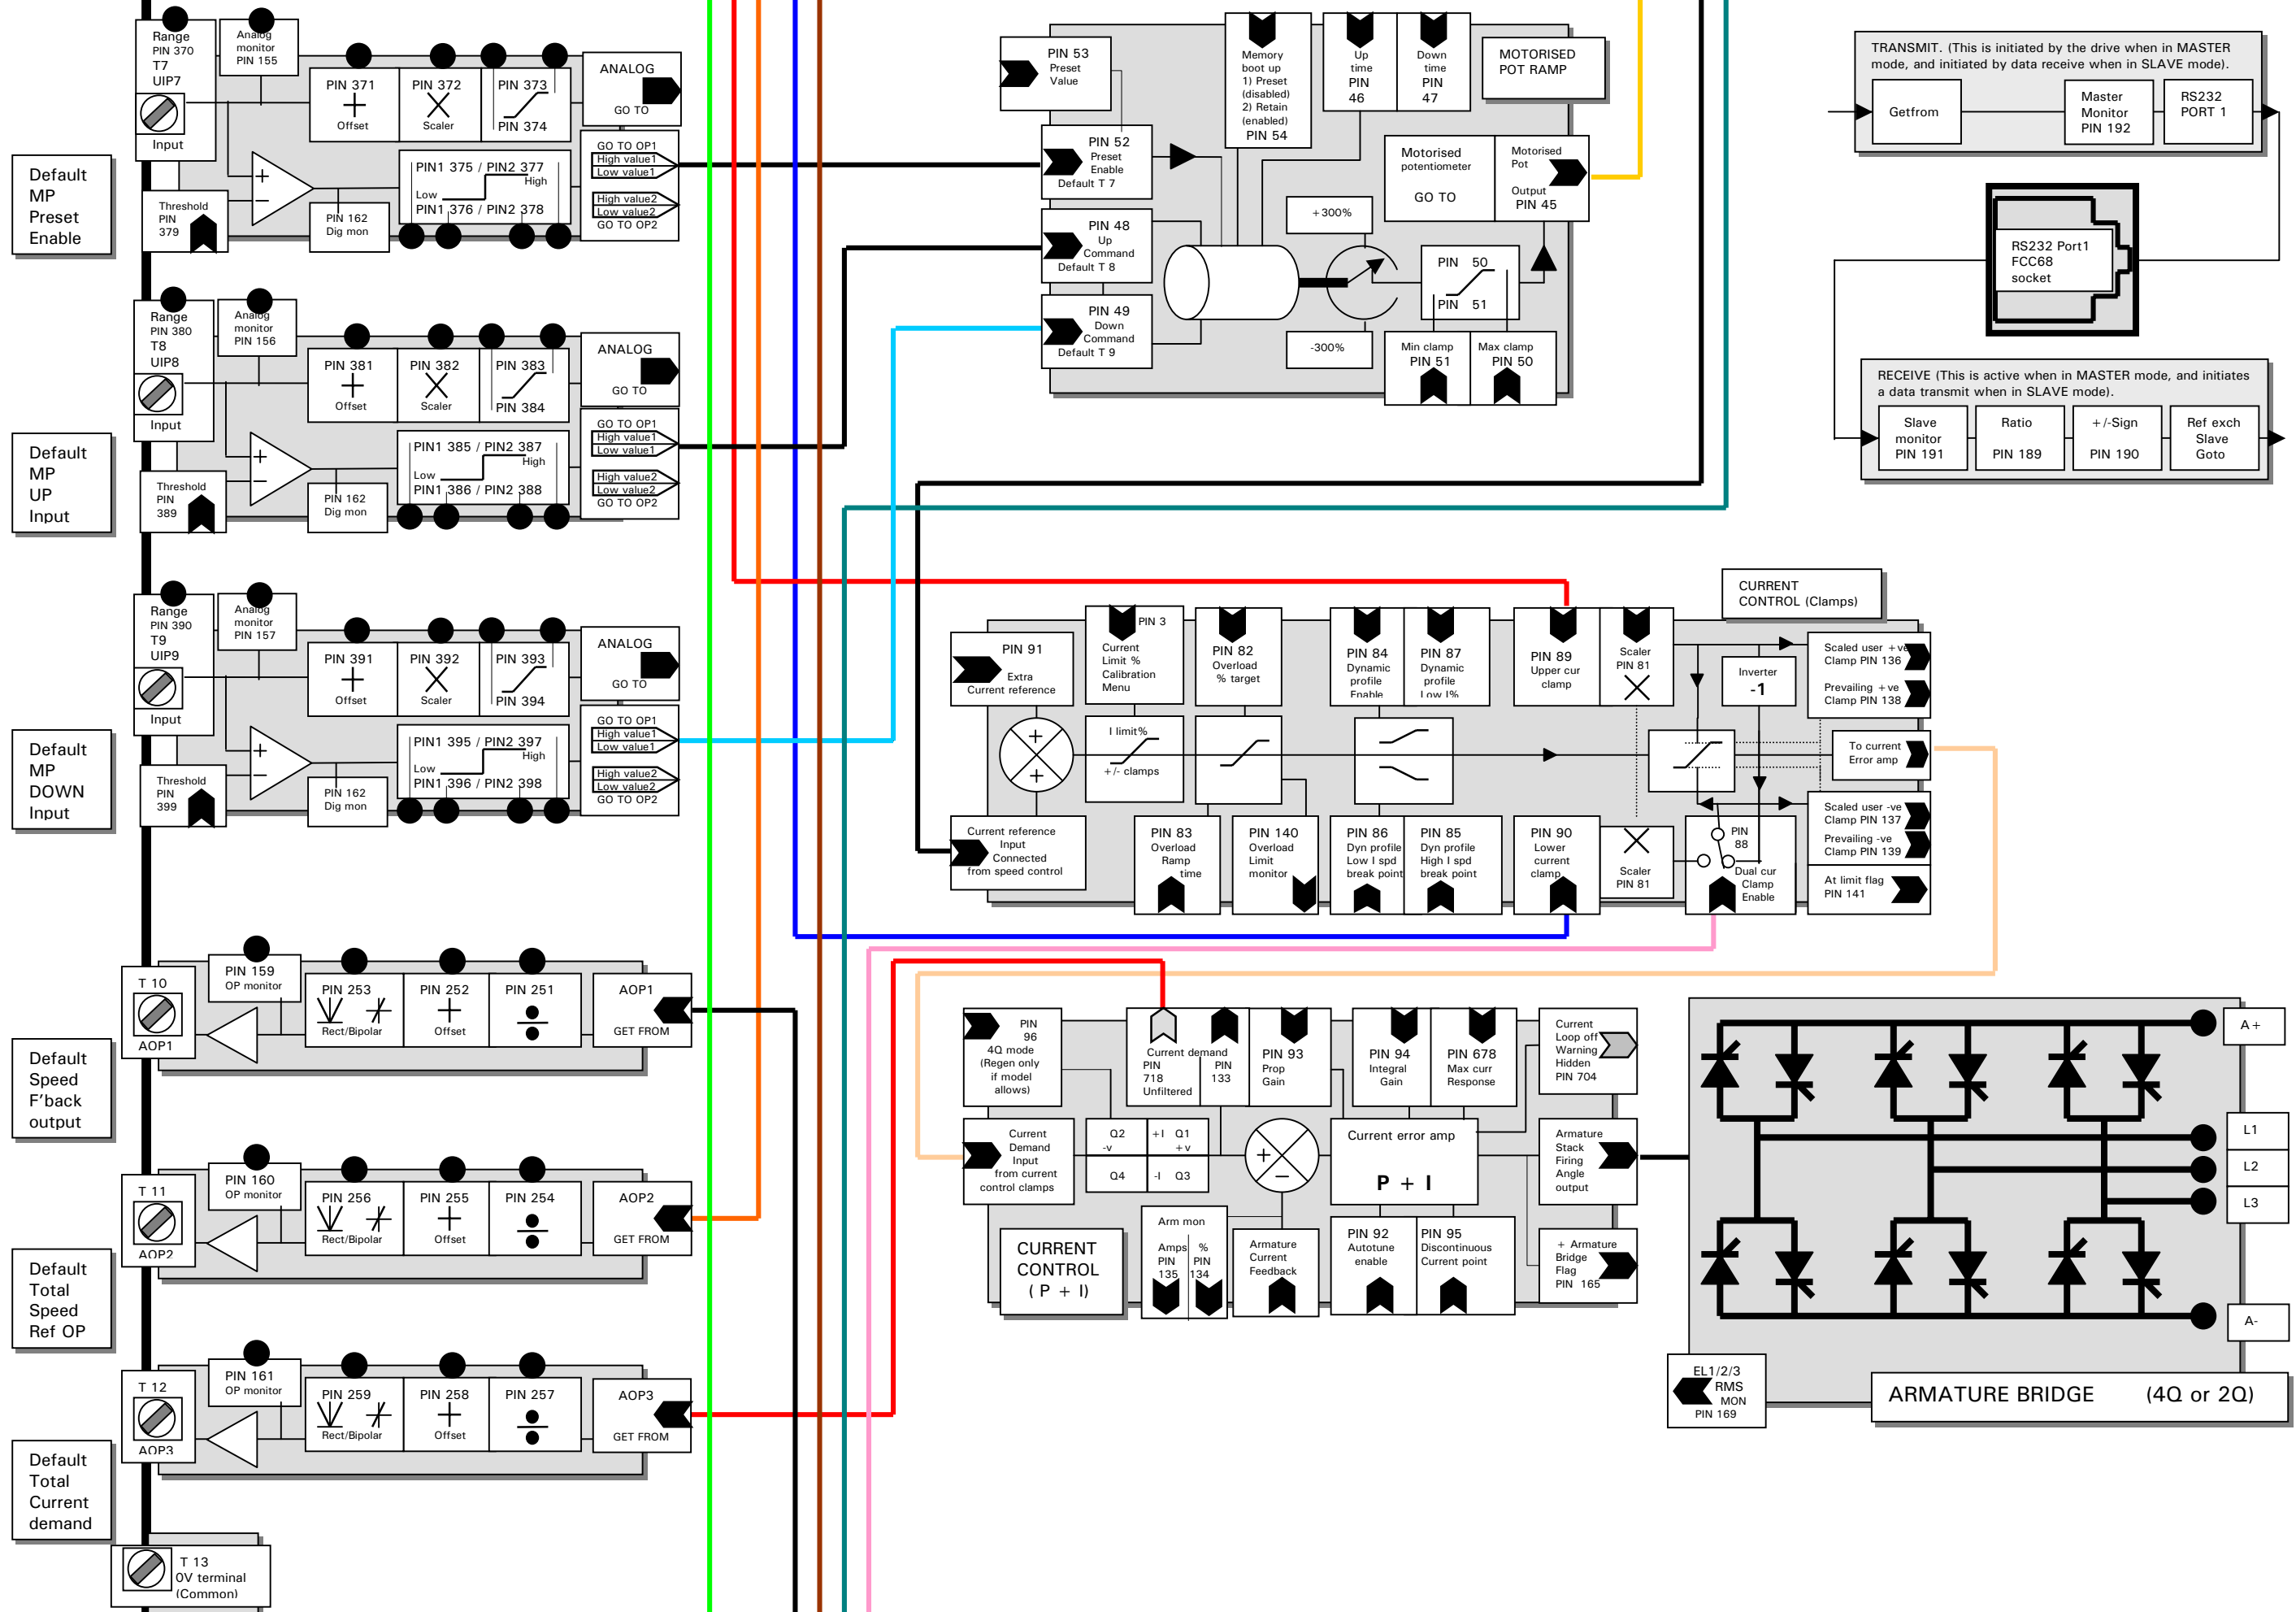 Range
PIN 370
T7
UIP7
Input
Analog
monitor
PIN 155
PIN 371
Offset
PIN 372
Scaler
PIN 373
PIN 374
ANALOG
GO TO
Default
MP
Preset
Enable
Threshold
PIN
379
PIN 162
Dig mon
PIN1 375 / PIN2 377
High
Low
PIN1 376 / PIN2 378
GO TO OP1
High value1
Low value1
High value2
Low value2
GO TO OP2
Range
PIN 380
T8
UIP8
Input
Analog
monitor
PIN 156
PIN 381
Offset
PIN 382
Scaler
PIN 383
PIN 384
ANALOG
GO TO
Default
MP
UP
Input
Threshold
PIN
389
PIN 162
Dig mon
PIN1 385 / PIN2 387
High
Low
PIN1 386 / PIN2 388
GO TO OP1
High value1
Low value1
High value2
Low value2
GO TO OP2
Range
PIN 390
T9
UIP9
Input
Analog
monitor
PIN 157
PIN 391
Offset
PIN 392
Scaler
PIN 393
PIN 394
ANALOG
GO TO
Default
MP
DOWN
Input
Threshold
PIN
399
PIN 162
Dig mon
PIN1 395 / PIN2 397
High
Low
PIN1 396 / PIN2 398
GO TO OP1
High value1
Low value1
High value2
Low value2
GO TO OP2
T 10
AOP1
PIN 159
OP monitor
PIN 253
Rect/Bipolar
PIN 252
Offset
PIN 251
AOP1
GET FROM
Default
Speed
F'back
output
T 11
AOP2
PIN 160
OP monitor
PIN 256
Rect/Bipolar
PIN 255
Offset
PIN 254
AOP2
GET FROM
Default
Total
Speed
Ref OP
T 12
AOP3
PIN 161
OP monitor
PIN 259
Rect/Bipolar
PIN 258
Offset
PIN 257
AOP3
GET FROM
Default
Total
Current
demand
T 13
0V terminal
(Common)
PIN 53
Preset
Value
Memory
boot up
1) Preset
(disabled)
2) Retain
(enabled)
PIN 54
Up
time
PIN
46
Down
time
PIN
47
MOTORISED
POT RAMP
PIN 52
Preset
Enable
Default T 7
PIN 48
Up
Command
Default T 8
PIN 49
Down
Command
Default T 9
Motorised
potentiometer
GO TO
Motorised
Pot
Output
PIN 45
+300%
-300%
PIN 50
PIN 51
Min clamp
PIN 51
Max clamp
PIN 50
TRANSMIT. (This is initiated by the drive when in MASTER
mode, and initiated by data receive when in SLAVE mode).
Getfrom
Master
Monitor
PIN 192
RS232
PORT 1
RS232 Port1
FCC68
socket
RECEIVE (This is active when in MASTER mode, and initiates
a data transmit when in SLAVE mode).
Slave
monitor
PIN 191
Ratio
PIN 189
+/-Sign
PIN 190
Ref exch
Slave
Goto
CURRENT
CONTROL (Clamps)
PIN 91
Extra
Current reference
PIN 3
Current
Limit %
Calibration
Menu
PIN 82
Overload
% target
PIN 84
Dynamic
profile
Enable
PIN 87
Dynamic
profile
Low I%
PIN 89
Upper cur
clamp
Scaler
PIN 81
Inverter
-1
Scaled user +ve
Clamp PIN 136
Prevailing +ve
Clamp PIN 138
+
+
I limit%
+/- clamps
To current
Error amp
Current reference
Input
Connected
from speed control
PIN 83
Overload
Ramp
time
PIN 140
Overload
Limit
monitor
PIN 86
Dyn profile
Low I spd
break point
PIN 85
Dyn profile
High I spd
break point
PIN 90
Lower
current
clamp
Scaler
PIN 81
PIN
88
Dual cur
Clamp
Enable
Scaled user -ve
Clamp PIN 137
Prevailing -ve
Clamp PIN 139
At limit flag
PIN 141
PIN
96
4Q mode
(Regen only
if model
allows)
Current demand
PIN
718
Unfiltered
PIN
133
PIN 93
Prop
Gain
PIN 94
Integral
Gain
PIN 678
Max curr
Response
Current
Loop off
Warning
Hidden
PIN 704
Current
Demand
Input
from current
control clamps
Q2
-v
+I Q1
+v
Q4
-I Q3
+
−
Current error amp
P + I
Armature
Stack
Firing
Angle
output
CURRENT
CONTROL
( P + I)
Arm mon
Amps
PIN
135
%
PIN
134
Armature
Current
Feedback
PIN 92
Autotune
enable
PIN 95
Discontinuous
Current point
+ Armature
Bridge
Flag
PIN 165
A+
L1
L2
L3
A-
EL1/2/3
RMS
MON
PIN 169
ARMATURE BRIDGE (4Q or 2Q)